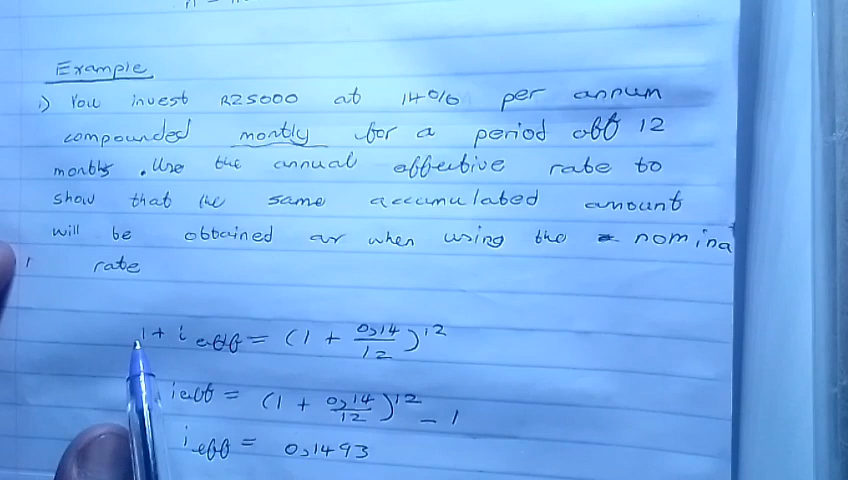 Example
i) You invest R25000 at 14% per annum
compounded montly for a period off 12
months . Use the annual effective rate to
show that the same accumulated amount
will be obtained as when using the nomina
l rate
1 + i eff = (1 + 0,14/12)^12
ieff = (1 + 0,14/12)^12 - 1
i eff = 0,1493